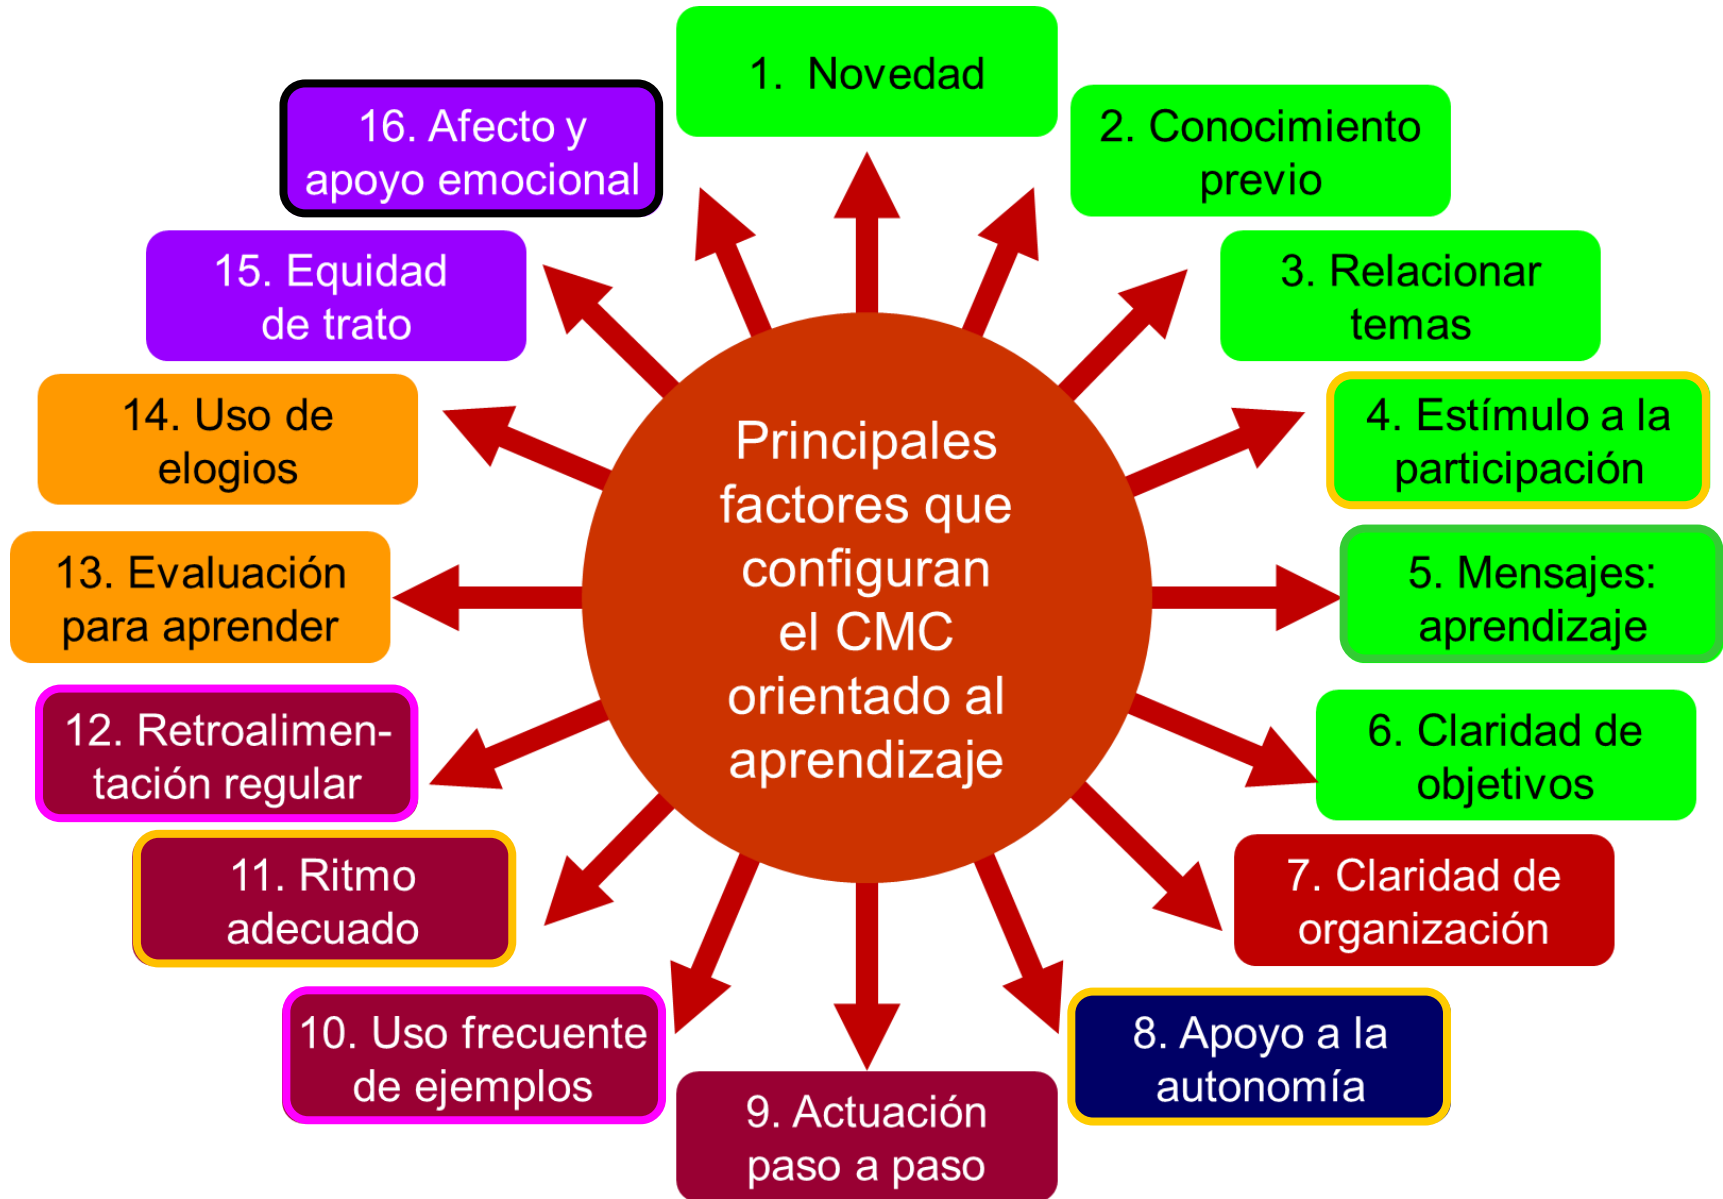 1. Novedad
2. Conocimiento
previo
3. Relacionar
temas
4. Estímulo a la
participación
5. Mensajes:
aprendizaje
6. Claridad de
objetivos
7. Claridad de
organización
8. Apoyo a la
autonomía
9. Actuación
paso a paso
10. Uso frecuente
de ejemplos
11. Ritmo
adecuado
12. Retroalimen-
tación regular
13. Evaluación
para aprender
14. Uso de
elogios
15. Equidad
de trato
16. Afecto y
apoyo emocional
Principales
factores que
configuran
el CMC
orientado al
aprendizaje